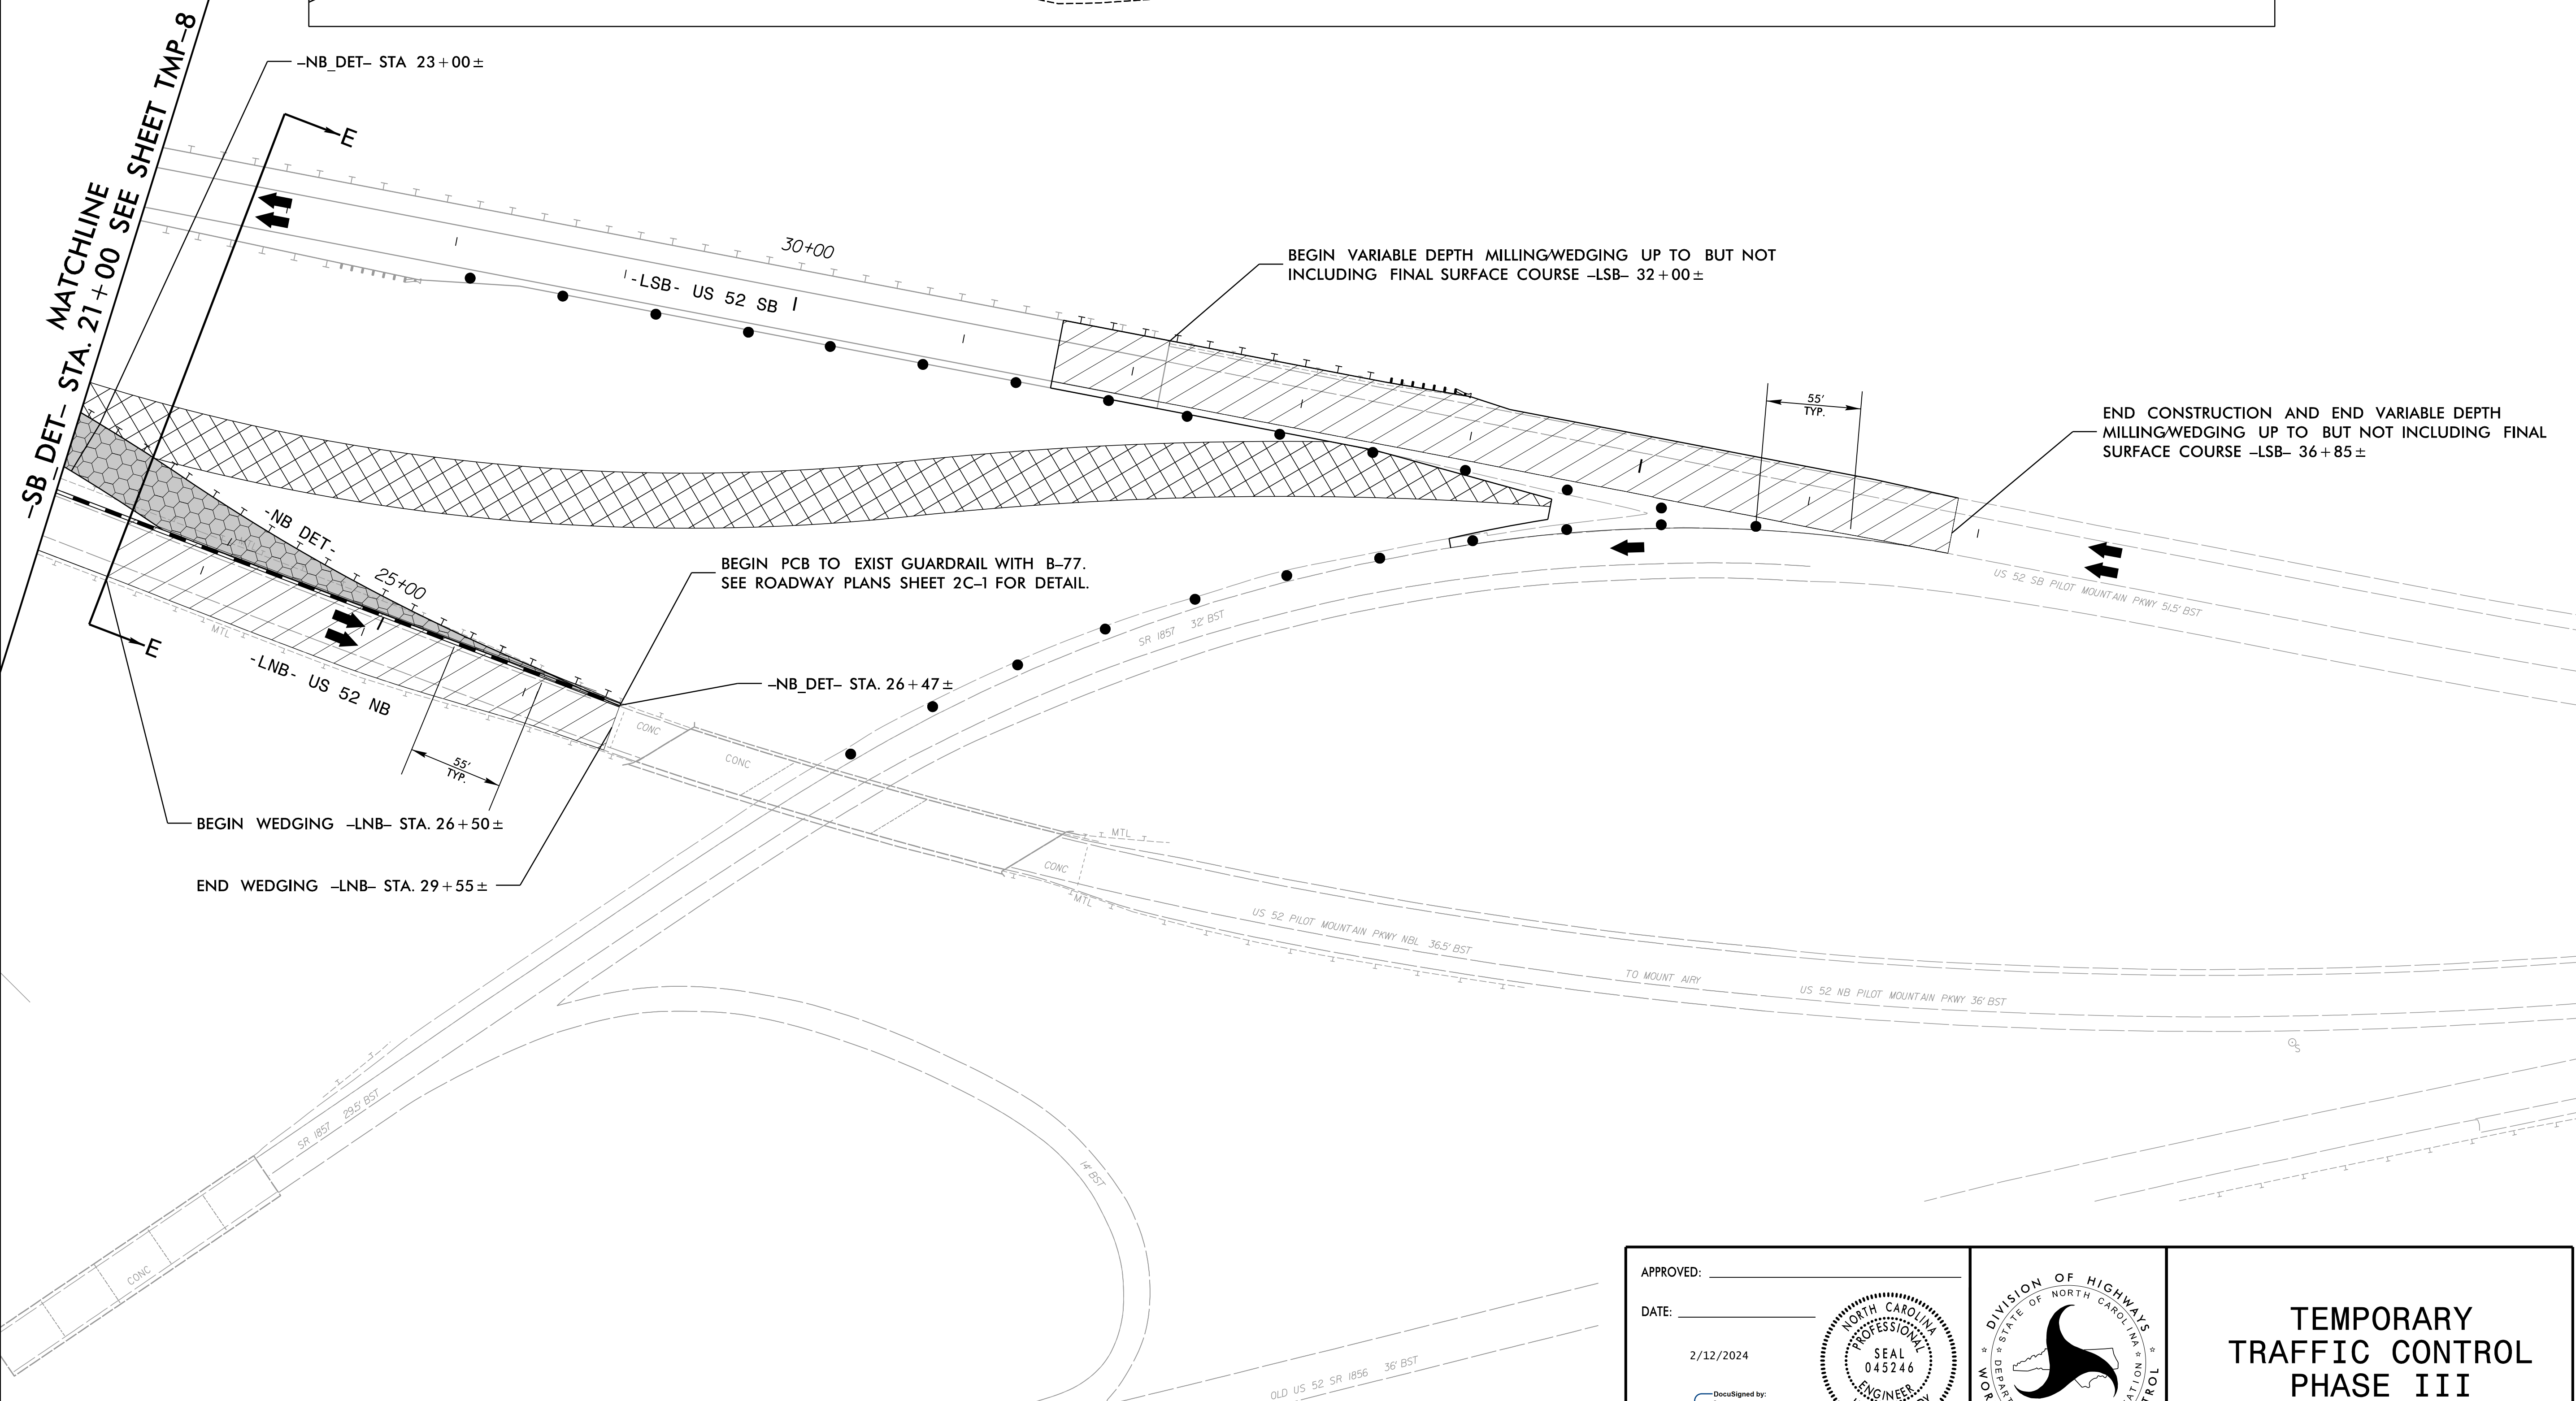 MATCHLINE
-SB_DET- STA. 21+00 SEE SHEET TMP-8
-NB_DET- STA 23+00±
E
30+00
-LSB- US 52 SB
BEGIN VARIABLE DEPTH MILLING/WEDGING UP TO BUT NOT
INCLUDING FINAL SURFACE COURSE -LSB- 32+00±
55'
TYP.
END CONSTRUCTION AND END VARIABLE DEPTH
MILLING/WEDGING UP TO BUT NOT INCLUDING FINAL
SURFACE COURSE -LSB- 36+85±
US 52 SB PILOT MOUNTAIN PKWY 51.5' BST
-NB DET-
25+00
BEGIN PCB TO EXIST GUARDRAIL WITH B-77.
SEE ROADWAY PLANS SHEET 2C-1 FOR DETAIL.
SR 1857 32' BST
E
MTL
-LNB- US 52 NB
-NB_DET- STA. 26+47±
CONC
CONC
55'
TYP.
BEGIN WEDGING -LNB- STA. 26+50±
END WEDGING -LNB- STA. 29+55±
MTL
CONC
MTL
US 52 PILOT MOUNTAIN PKWY NBL 36.5' BST
TO MOUNT AIRY
US 52 NB PILOT MOUNTAIN PKWY 36' BST
S
SR 1857 29.5' BST
14' BST
CONC
OLD US 52 SR 1856 36' BST
APPROVED:
DATE:
2/12/2024
DocuSigned by:
NORTH CAROLINA
PROFESSIONAL
SEAL
045246
ENGINEER
DIVISION OF HIGHWAYS
STATE OF NORTH CAROLINA
TEMPORARY
TRAFFIC CONTROL
PHASE III